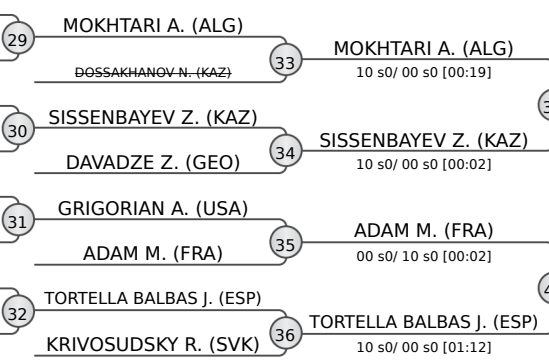 29
MOKHTARI A. (ALG)
DOSSAKHANOV N. (KAZ)
33
MOKHTARI A. (ALG)
10 s0/ 00 s0 [00:19]
30
SISSENBAYEV Z. (KAZ)
DAVADZE Z. (GEO)
34
SISSENBAYEV Z. (KAZ)
10 s0/ 00 s0 [00:02]
31
GRIGORIAN A. (USA)
ADAM M. (FRA)
35
ADAM M. (FRA)
00 s0/ 10 s0 [00:02]
32
TORTELLA BALBAS J. (ESP)
KRIVOSUDSKY R. (SVK)
36
TORTELLA BALBAS J. (ESP)
10 s0/ 00 s0 [01:12]